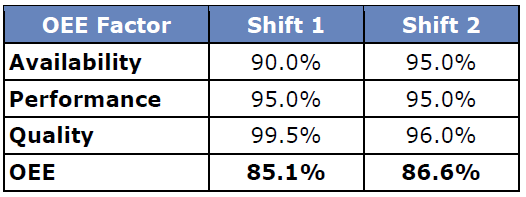 OEE Factor Shift 1 Shift 2
Availability 90.0% 95.0%
Performance 95.0% 95.0%
Quality 99.5% 96.0%
OEE 85.1% 86.6%